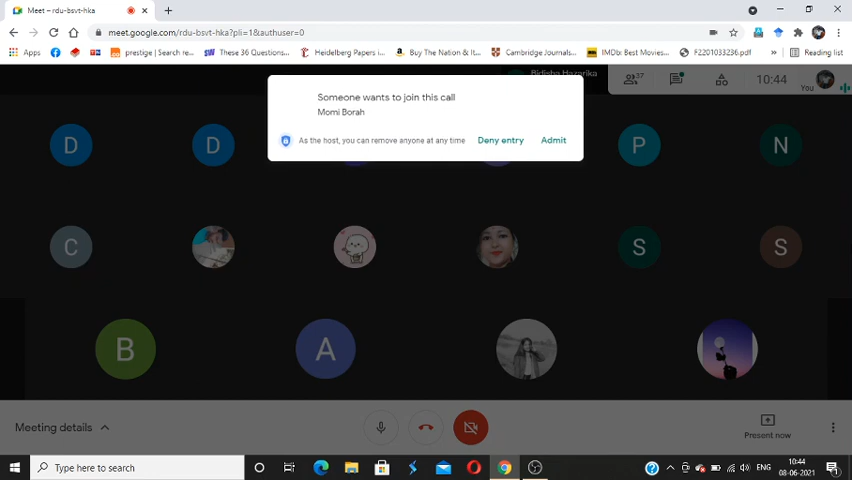 Meet – rdu-bsvt-hka
meet.google.com/rdu-bsvt-hka?pli=1&authuser=0
Apps
prestige | Search re...
These 36 Questions...
Heidelberg Papers i...
Buy The Nation & It...
Cambridge Journals...
IMDb: Best Movies...
F2201033236.pdf
»
Reading list
Bidisha Hazarika
37
10:44
You
Someone wants to join this call
Momi Borah
As the host, you can remove anyone at any time
Deny entry
Admit
D
D
P
N
C
S
S
B
A
Meeting details
Present now
Type here to search
ENG
10:44
08-06-2021
1